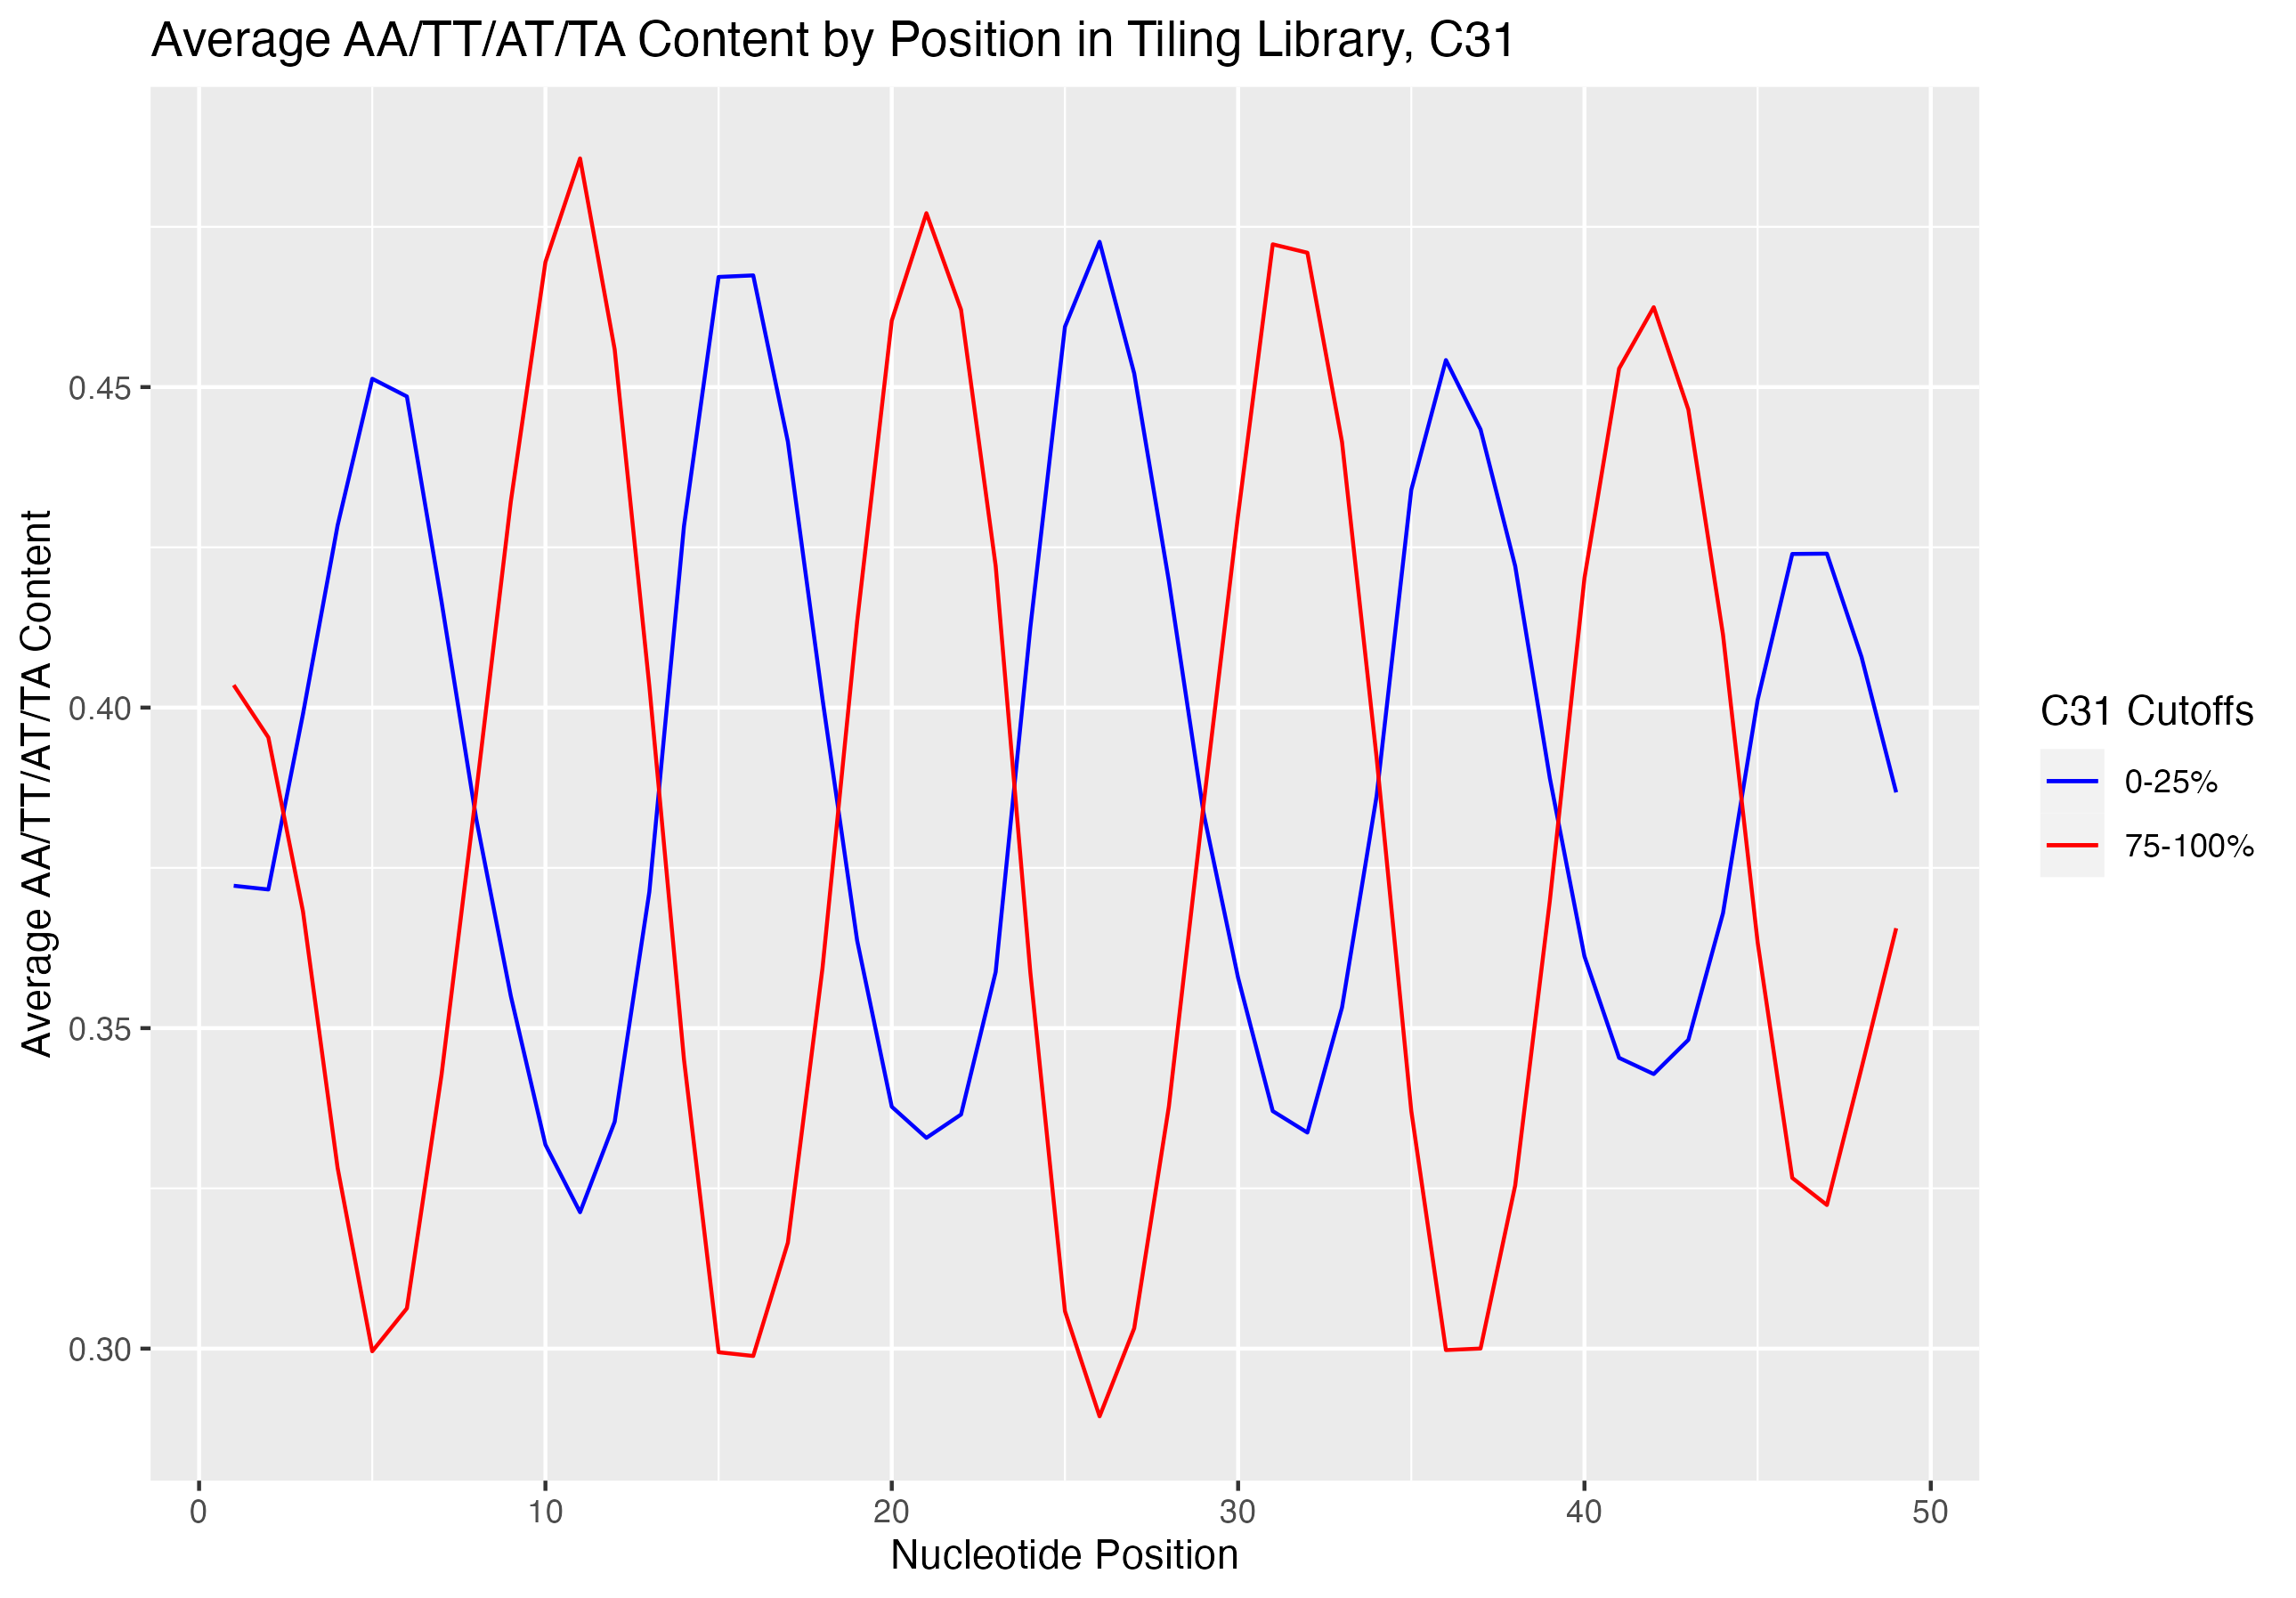 Average AA/TT/AT/TA Content by Position in Tiling Library, C31
Average AA/TT/AT/TA Content
0.45
0.40
0.35
0.30
0 10 20 30 40 50
Nucleotide Position
C31 Cutoffs
0-25%
75-100%